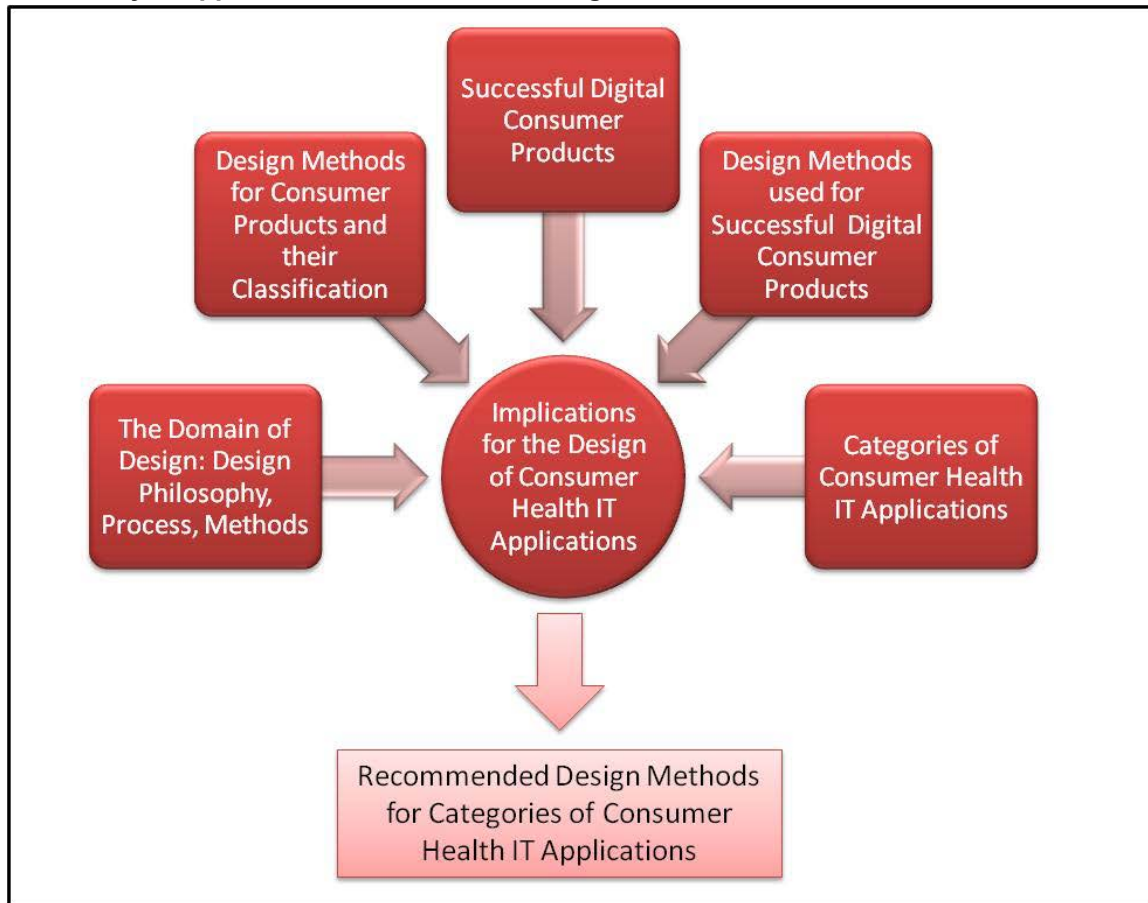 Successful Digital
Consumer
Products
Design Methods
for Consumer
Products and
their
Classification
Design Methods
used for
Successful Digital
Consumer
Products
The Domain of
Design: Design
Philosophy,
Process, Methods
Implications
for the Design
of Consumer
Health IT
Applications
Categories of
Consumer Health
IT Applications
Recommended Design Methods
for Categories of Consumer
Health IT Applications